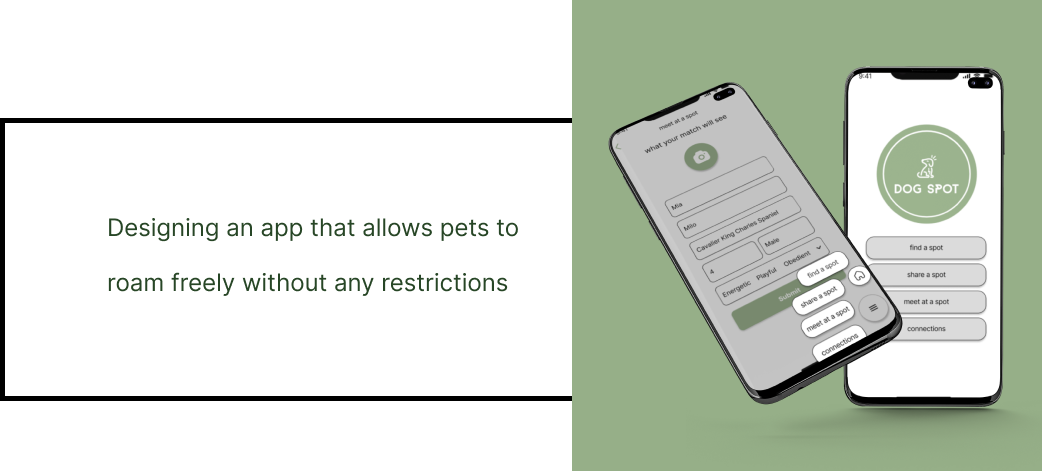 Designing an app that allows pets to
roam freely without any restrictions
meet at a spot
what your match will see
Mia
Milo
Cavalier King Charles Spaniel
4
Male
Energetic Playful Obedient
Submit
find a spot
share a spot
meet at a spot
connections
9:41
DOG SPOT
find a spot
share a spot
meet at a spot
connections